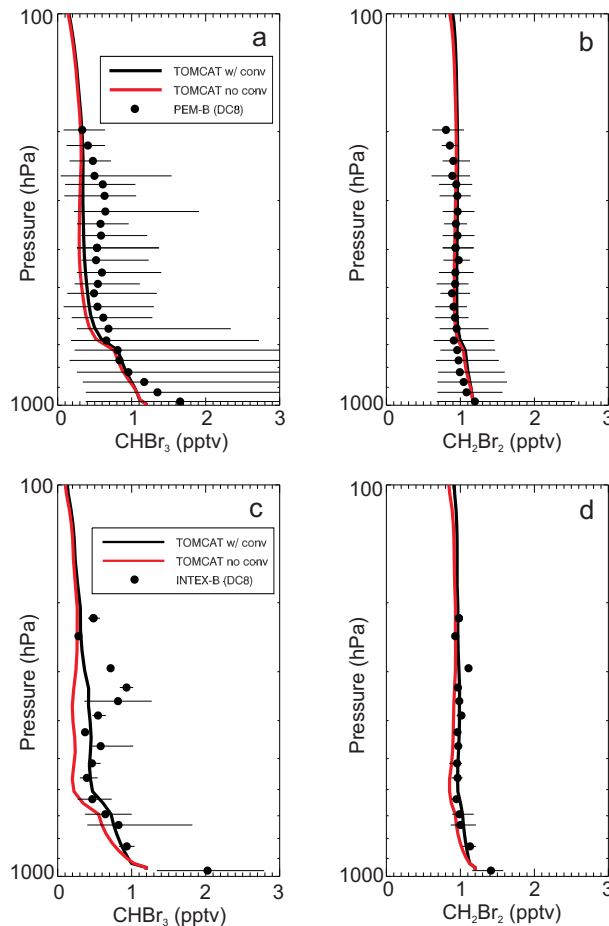 a
100
TOMCAT w/ conv
TOMCAT no conv
PEM-B (DC8)
Pressure (hPa)
1000
0 1 2 3
CHBr₃ (pptv)
b
100
Pressure (hPa)
1000
0 1 2 3
CH₂Br₂ (pptv)
c
100
TOMCAT w/ conv
TOMCAT no conv
INTEX-B (DC8)
Pressure (hPa)
1000
0 1 2 3
CHBr₃ (pptv)
d
100
Pressure (hPa)
1000
0 1 2 3
CH₂Br₂ (pptv)